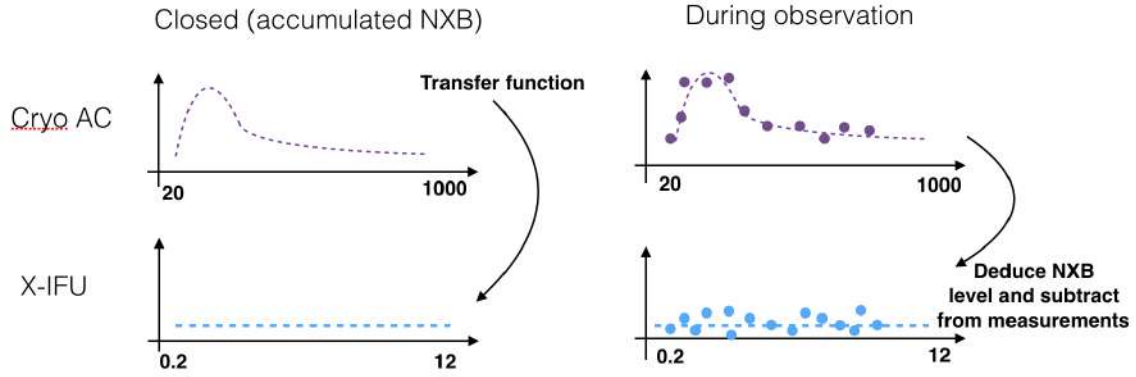 Closed (accumulated NXB)
During observation
Cryo AC
Transfer function
20
1000
20
1000
X-IFU
Deduce NXB
level and subtract
from measurements
0.2
12
0.2
12